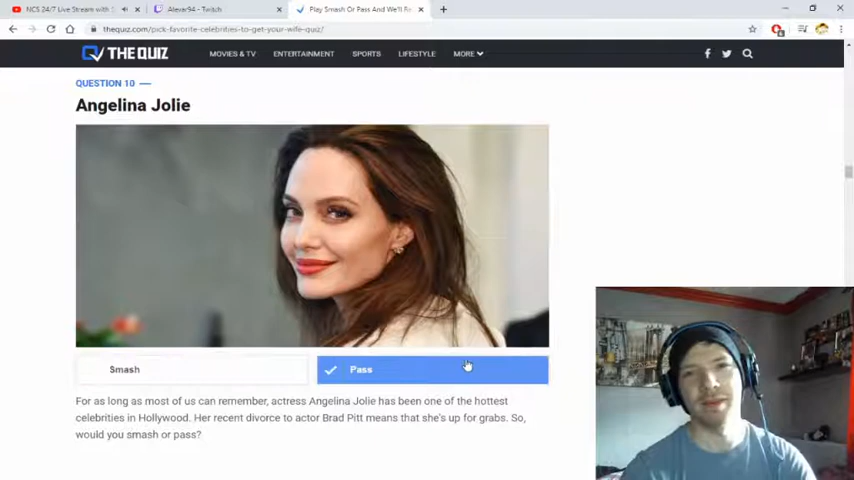 NCS 24/7 Live Stream with
Alevar94 - Twitch
Play Smash Or Pass And We'll
thequiz.com/pick-favorite-celebrities-to-get-your-wife-quiz/
THE QUIZ
MOVIES & TV
ENTERTAINMENT
SPORTS
LIFESTYLE
MORE
QUESTION 10
Angelina Jolie
Smash
Pass
For as long as most of us can remember, actress Angelina Jolie has been one of the hottest
celebrities in Hollywood. Her recent divorce to actor Brad Pitt means that she's up for grabs. So,
would you smash or pass?